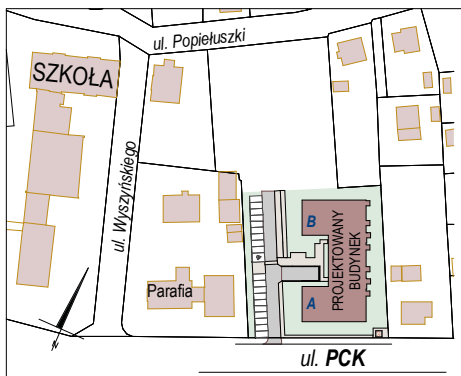 ul. Popiełuszki
SZKOŁA
ul. Wyszyńskiego
B
PROJEKTOWANY
BUDYNEK
A
Parafia
N
ul. PCK